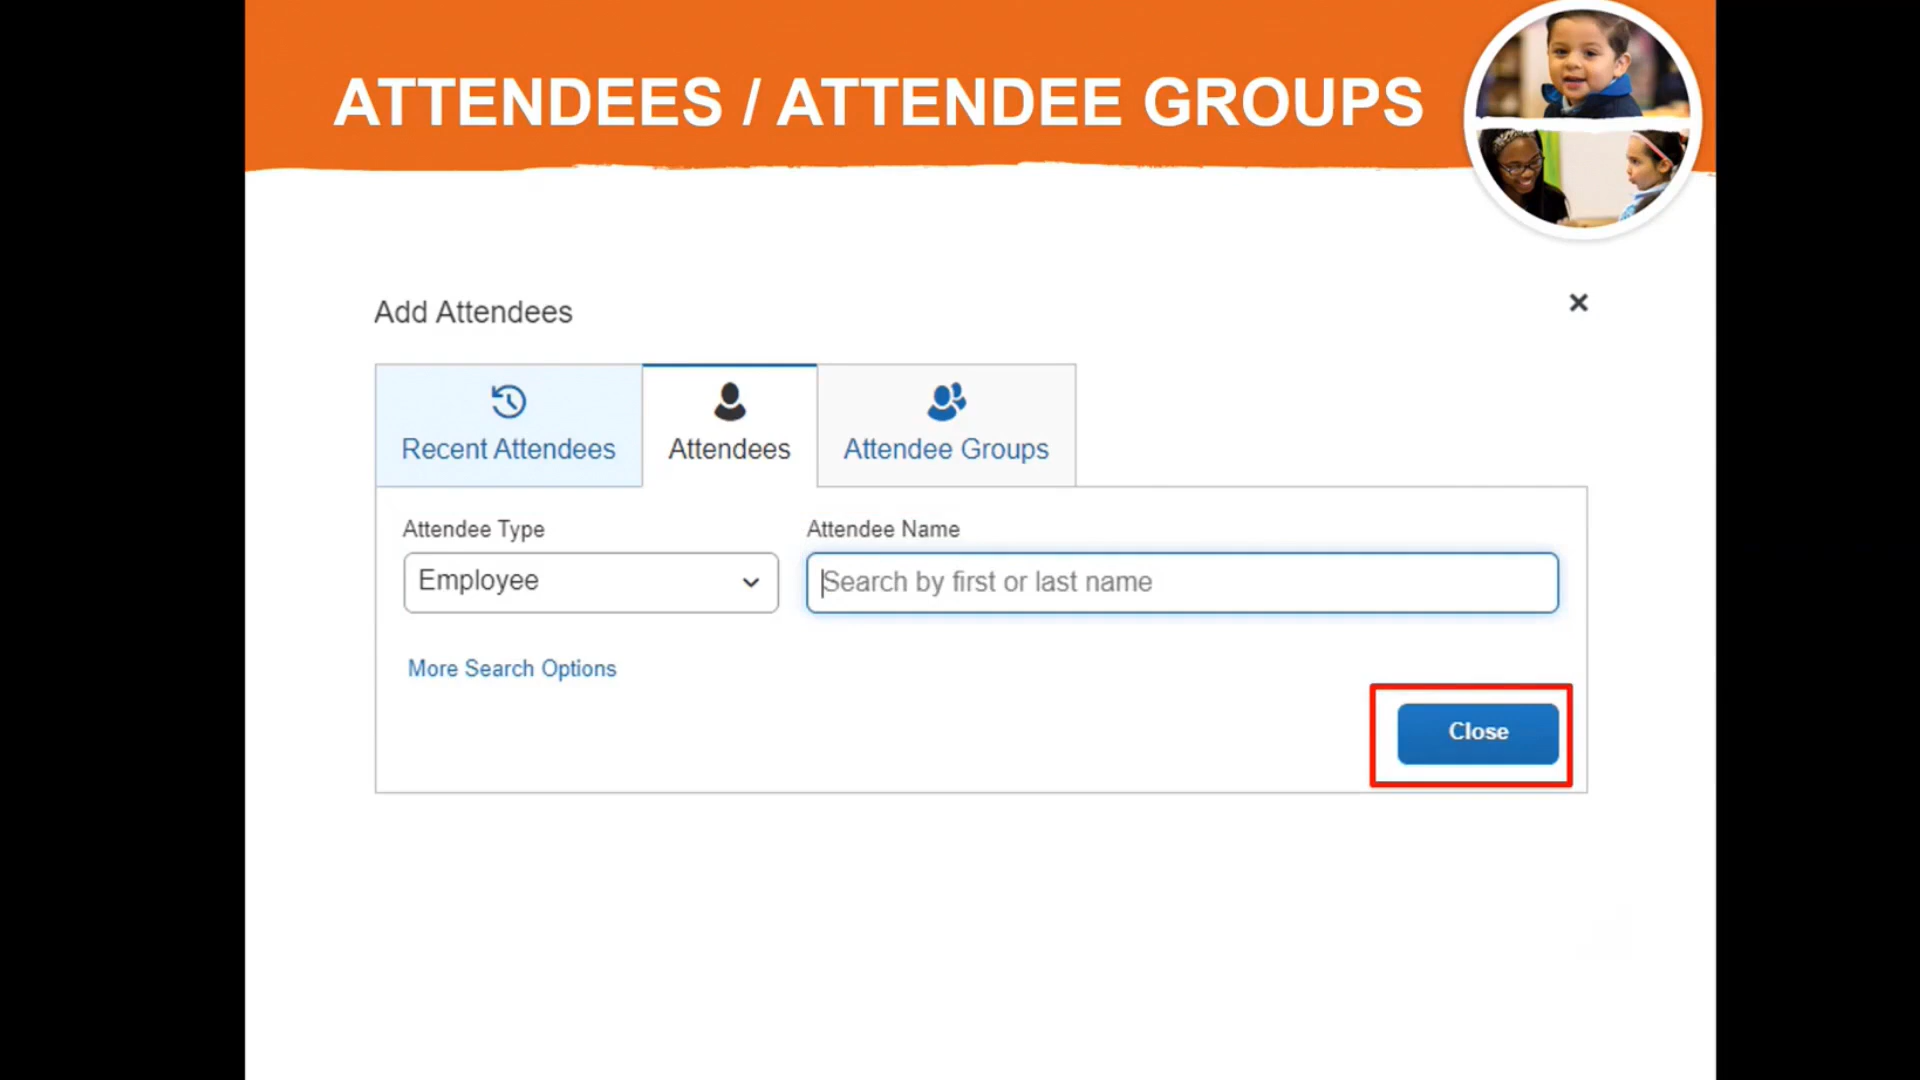 ATTENDEES / ATTENDEE GROUPS
Add Attendees
Recent Attendees
Attendees
Attendee Groups
Attendee Type
Attendee Name
Employee
Search by first or last name
More Search Options
Close